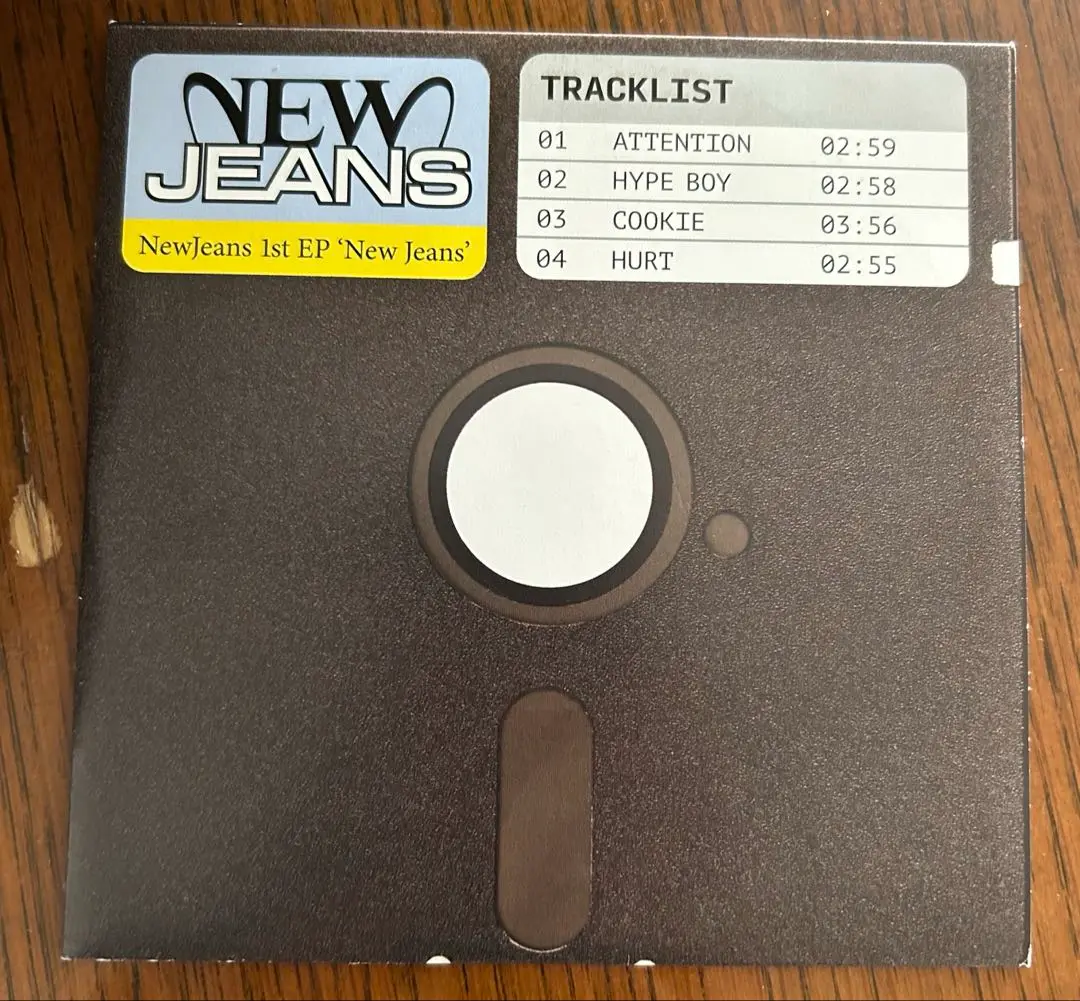 NEW
JEANS
NewJeans 1st EP ‘New Jeans’
TRACKLIST
01 ATTENTION 02:59
02 HYPE BOY 02:58
03 COOKIE 03:56
04 HURT 02:55